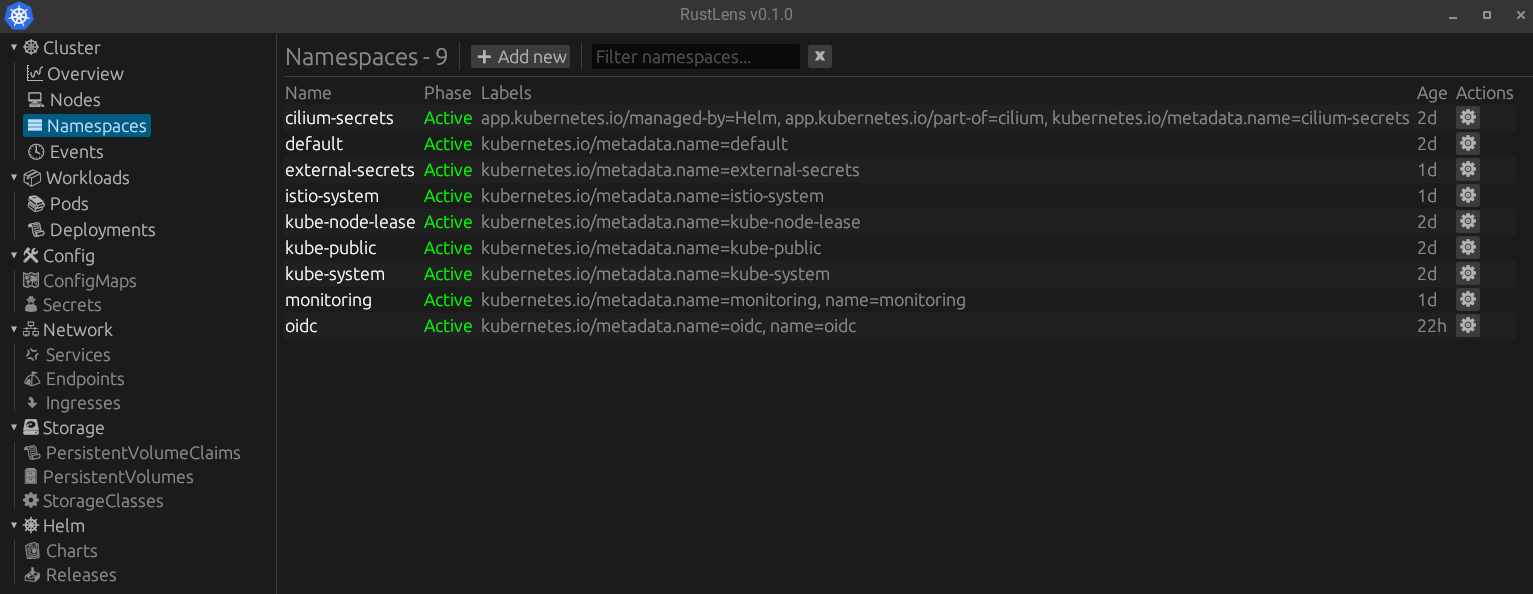 RustLens v0.1.0
Cluster
Overview
Nodes
Namespaces
Events
Workloads
Pods
Deployments
Config
ConfigMaps
Secrets
Network
Services
Endpoints
Ingresses
Storage
PersistentVolumeClaims
PersistentVolumes
StorageClasses
Helm
Charts
Releases
Namespaces - 9 + Add new Filter namespaces... x
Name Phase Labels Age Actions
cilium-secrets Active app.kubernetes.io/managed-by=Helm, app.kubernetes.io/part-of=cilium, kubernetes.io/metadata.name=cilium-secrets 2d
default Active kubernetes.io/metadata.name=default 2d
external-secrets Active kubernetes.io/metadata.name=external-secrets 1d
istio-system Active kubernetes.io/metadata.name=istio-system 1d
kube-node-lease Active kubernetes.io/metadata.name=kube-node-lease 2d
kube-public Active kubernetes.io/metadata.name=kube-public 2d
kube-system Active kubernetes.io/metadata.name=kube-system 2d
monitoring Active kubernetes.io/metadata.name=monitoring, name=monitoring 1d
oidc Active kubernetes.io/metadata.name=oidc, name=oidc 22h